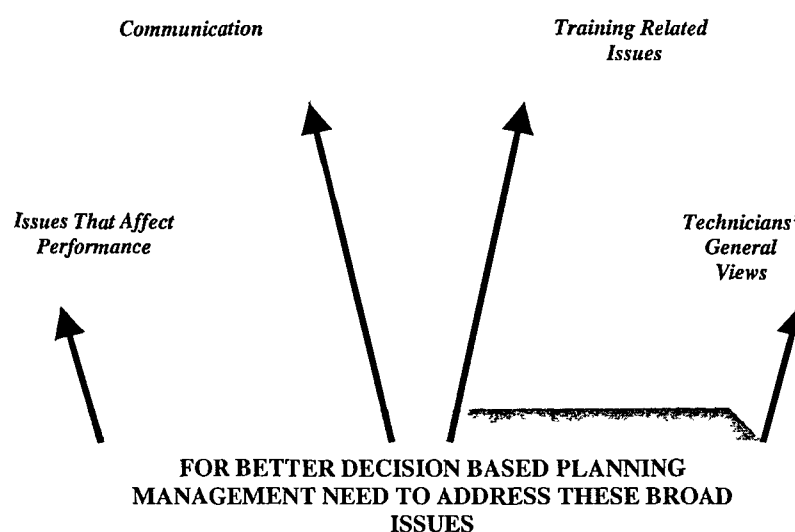 Communication
Training Related
Issues
Issues That Affect
Performance
Technicians'
General
Views
FOR BETTER DECISION BASED PLANNING
MANAGEMENT NEED TO ADDRESS THESE BROAD
ISSUES